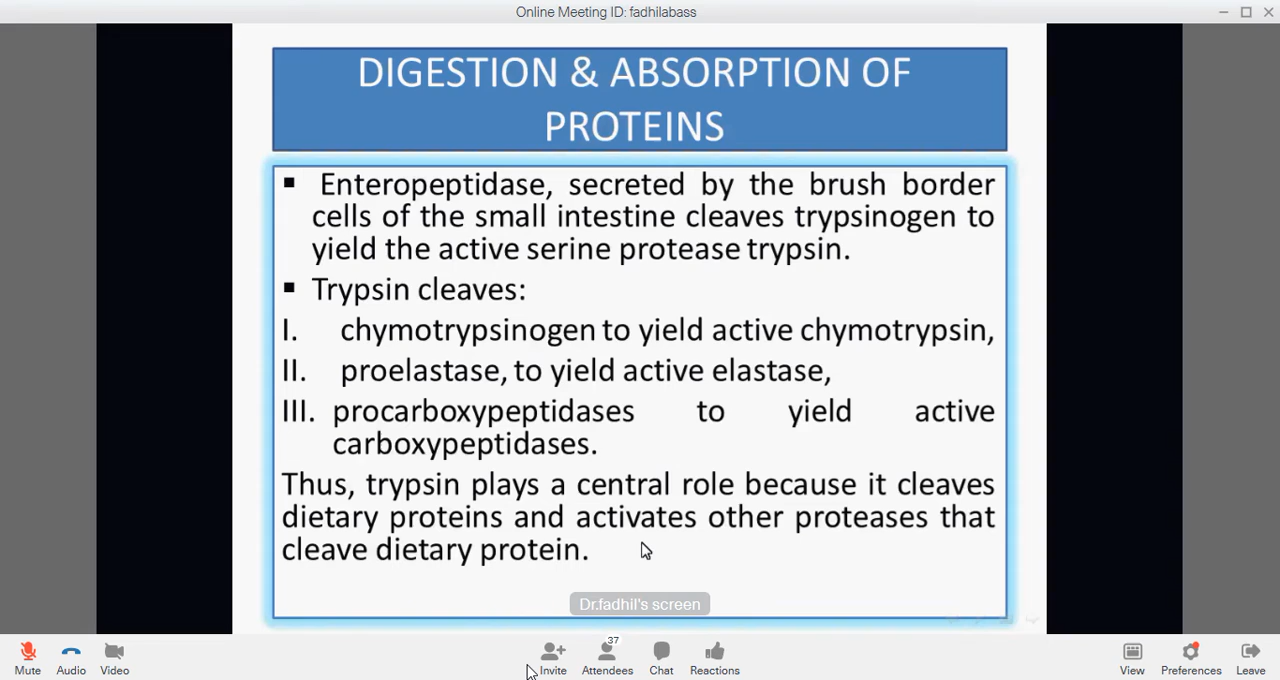 Online Meeting ID: fadhilabass
DIGESTION & ABSORPTION OF
PROTEINS
▪ Enteropeptidase, secreted by the brush border
cells of the small intestine cleaves trypsinogen to
yield the active serine protease trypsin.
▪ Trypsin cleaves:
I. chymotrypsinogen to yield active chymotrypsin,
II. proelastase, to yield active elastase,
III. procarboxypeptidases to yield active
carboxypeptidases.
Thus, trypsin plays a central role because it cleaves
dietary proteins and activates other proteases that
cleave dietary protein.
Dr.fadhil's screen
37
Mute Audio Video Invite Attendees Chat Reactions View Preferences Leave